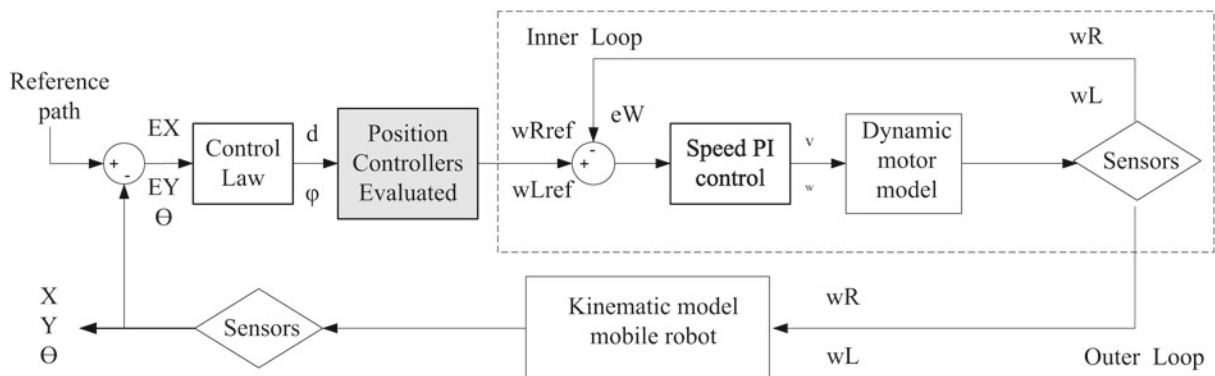 Inner Loop
wR
Reference
path
wL
EX
d
Position
Controllers
Evaluated
wRref
eW
Speed PI
control
v
Dynamic
motor
model
Sensors
+
-
Control
Law
-
+
EY
φ
wLref
w
Ɵ
X
Y
Ɵ
Sensors
Kinematic model
mobile robot
wR
wL
Outer Loop